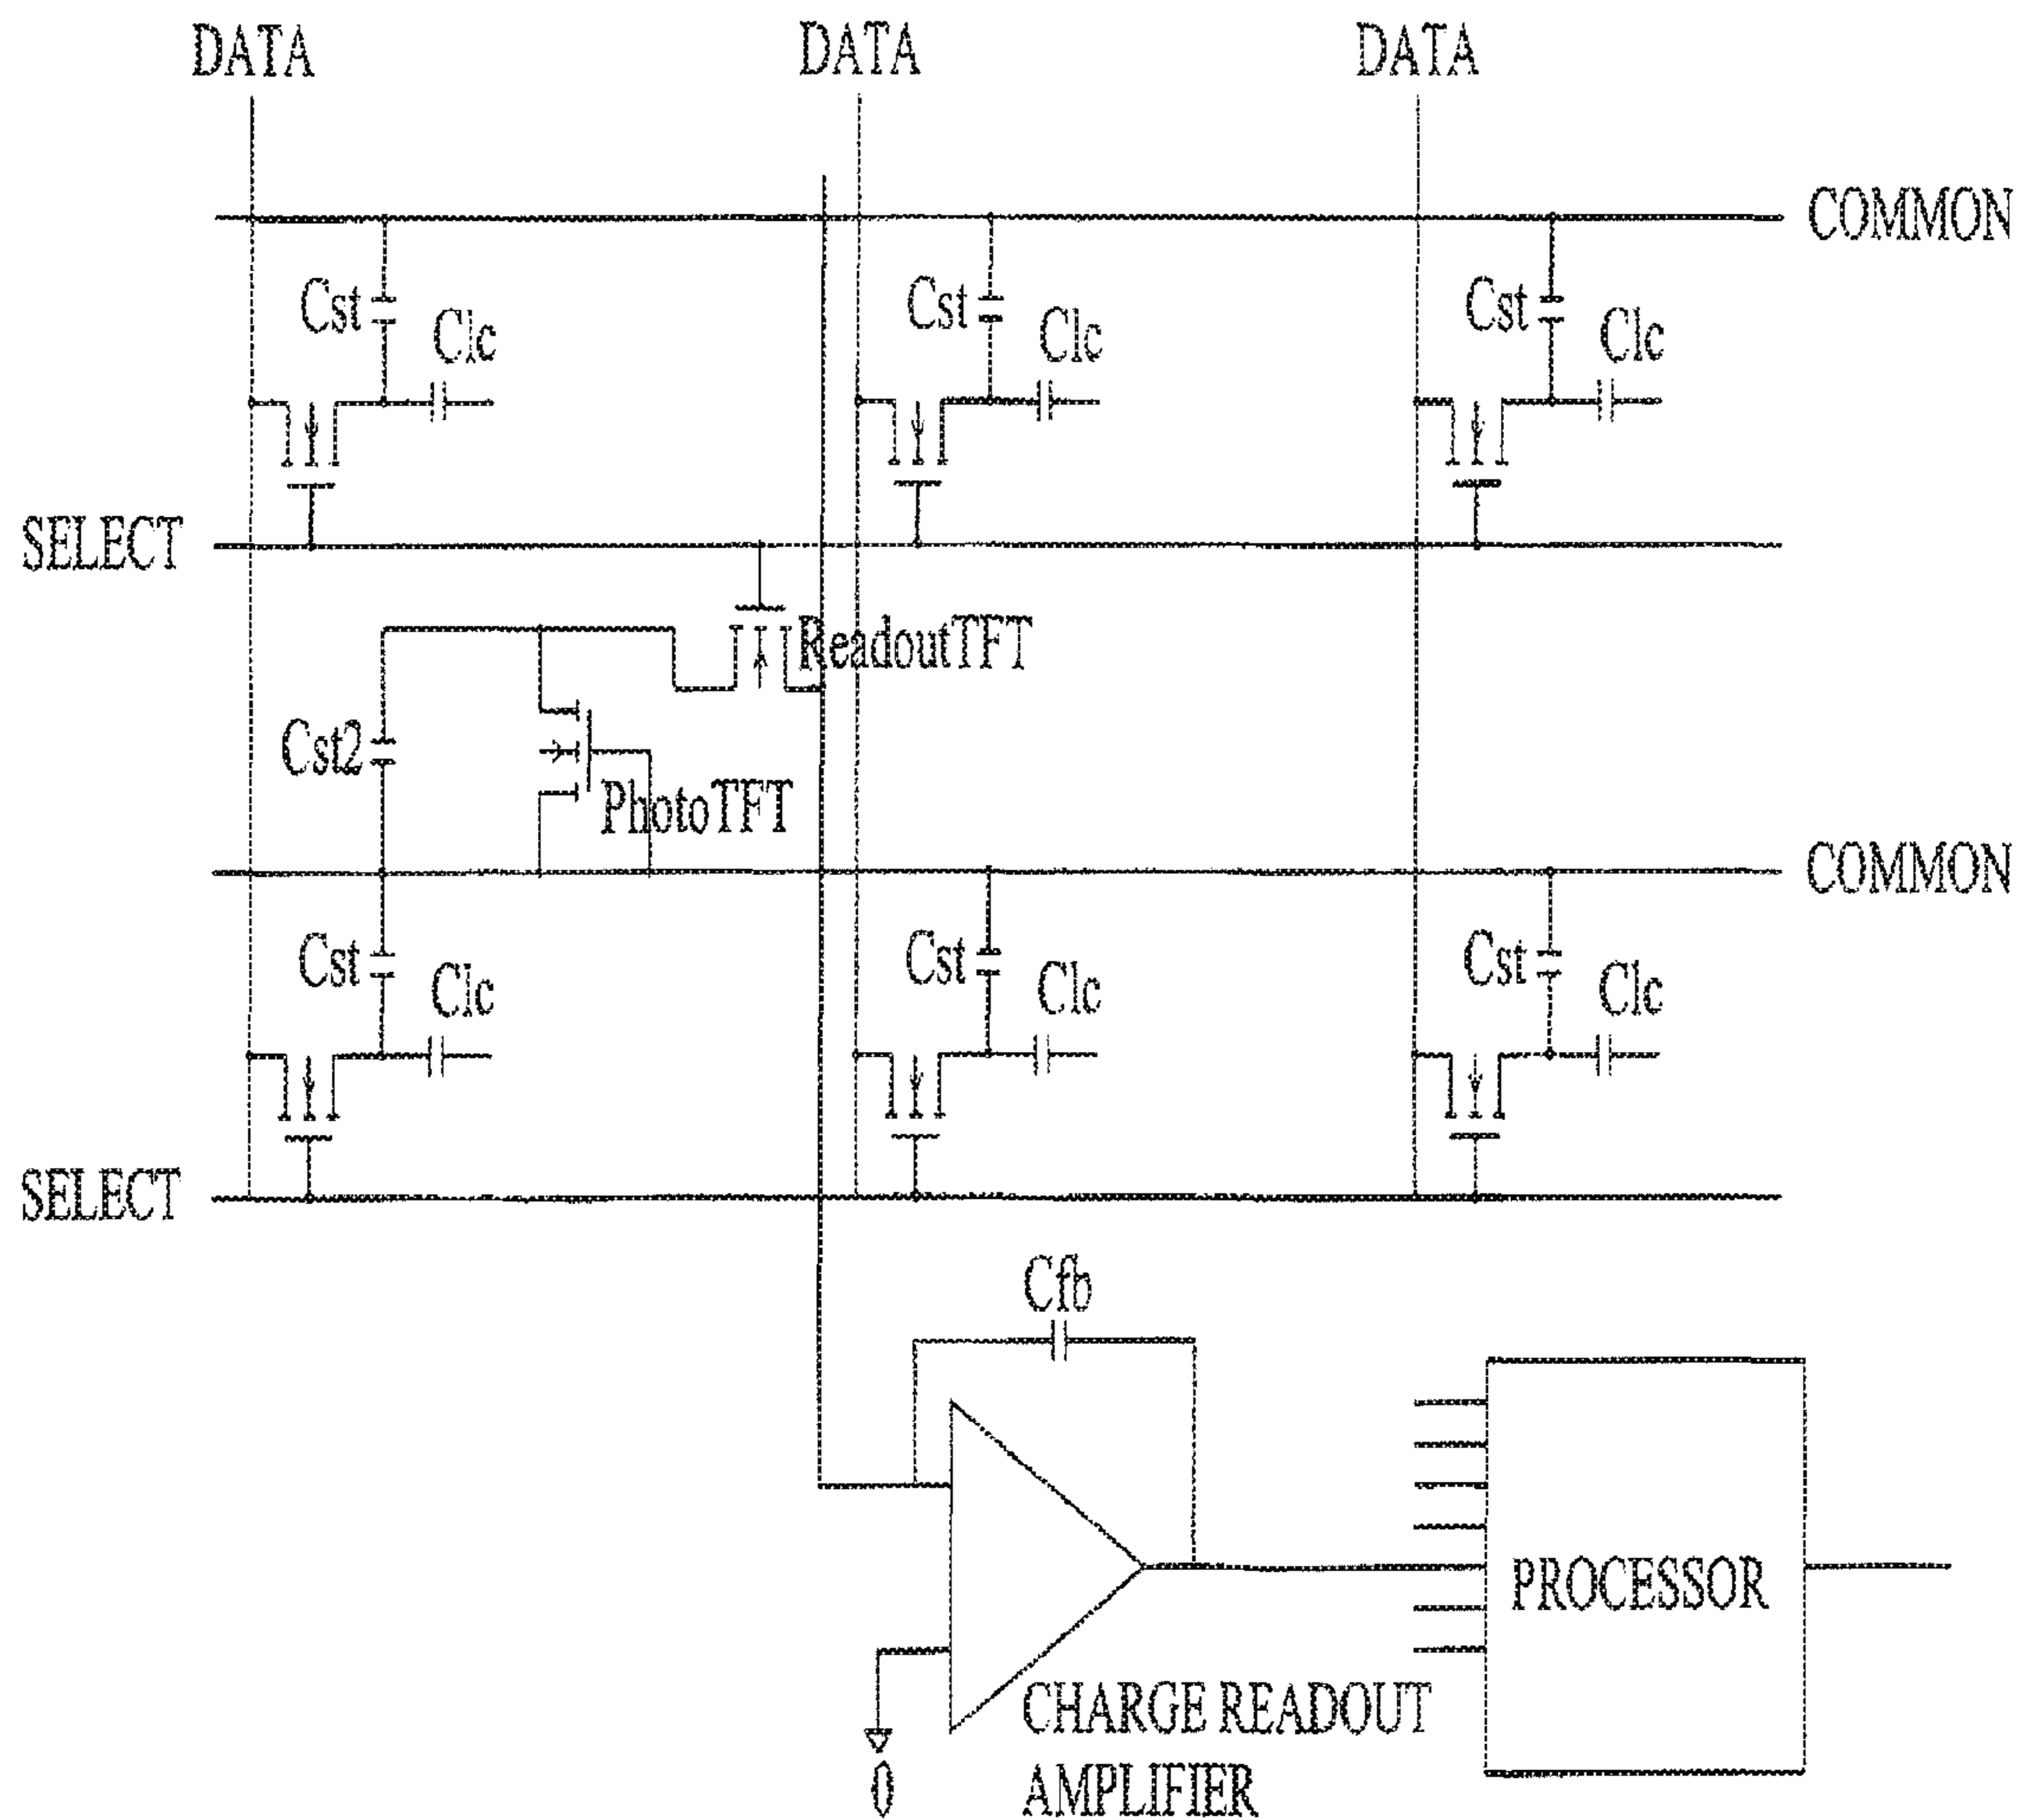 DATA DATA DATA
COMMON
Cst Clc Cst Clc Cst Clc
SELECT
ReadoutTFT
Cst2
PhotoTFT
COMMON
Cst Clc Cst Clc Cst Clc
SELECT
Cfb
PROCESSOR
CHARGE READOUT
AMPLIFIER
0